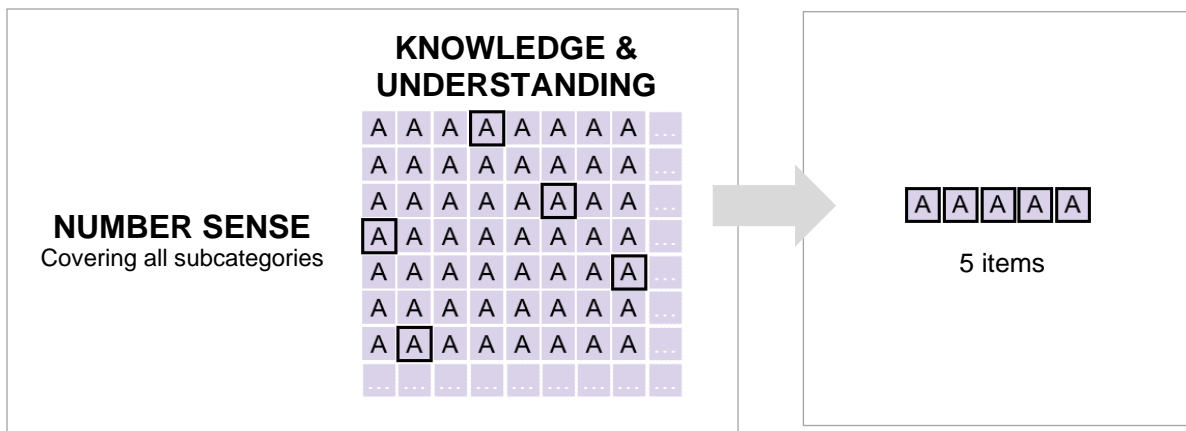 KNOWLEDGE &
UNDERSTANDING
A A A A A A A A ...
A A A A A A A A ...
A A A A A A A A ...
A A A A A A A A ...
A A A A A A A A ...
A A A A A A A A ...
A A A A A A A A ...
... ... ... ... ... ... ... ... ...
NUMBER SENSE
Covering all subcategories
A A A A A
5 items